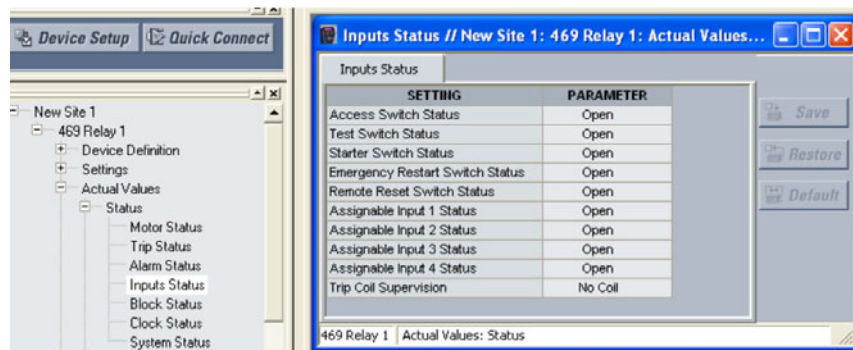 Device Setup Quick Connect
New Site 1
469 Relay 1
Device Definition
Settings
Actual Values
Status
Motor Status
Trip Status
Alarm Status
Inputs Status
Block Status
Clock Status
System Status
Inputs Status // New Site 1: 469 Relay 1: Actual Values...
Inputs Status
SETTING PARAMETER
Access Switch Status Open
Test Switch Status Open
Starter Switch Status Open
Emergency Restart Switch Status Open
Remote Reset Switch Status Open
Assignable Input 1 Status Open
Assignable Input 2 Status Open
Assignable Input 3 Status Open
Assignable Input 4 Status Open
Trip Coil Supervision No Coil
Save
Restore
Default
469 Relay 1 Actual Values: Status